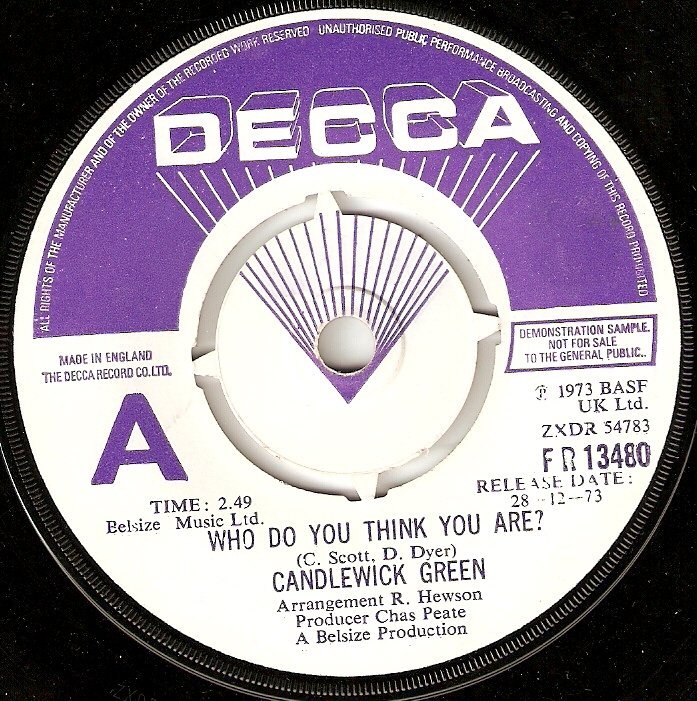 ALL RIGHTS OF THE MANUFACTURER AND OF THE OWNER OF THE RECORDED WORK RESERVED UNAUTHORISED PUBLIC PERFORMANCE BROADCASTING AND COPYING OF THIS RECORD PROHIBITED
DECCA
MADE IN ENGLAND
THE DECCA RECORD CO. LTD.
DEMONSTRATION SAMPLE.
NOT FOR SALE
TO THE GENERAL PUBLIC..
A
℗ 1973 BASF
UK Ltd.
ZXDR 54783
FR 13480
RELEASE DATE:
28-12-73
TIME: 2.49
Belsize Music Ltd.
WHO DO YOU THINK YOU ARE?
(C. Scott, D. Dyer)
CANDLEWICK GREEN
Arrangement R. Hewson
Producer Chas Peate
A Belsize Production